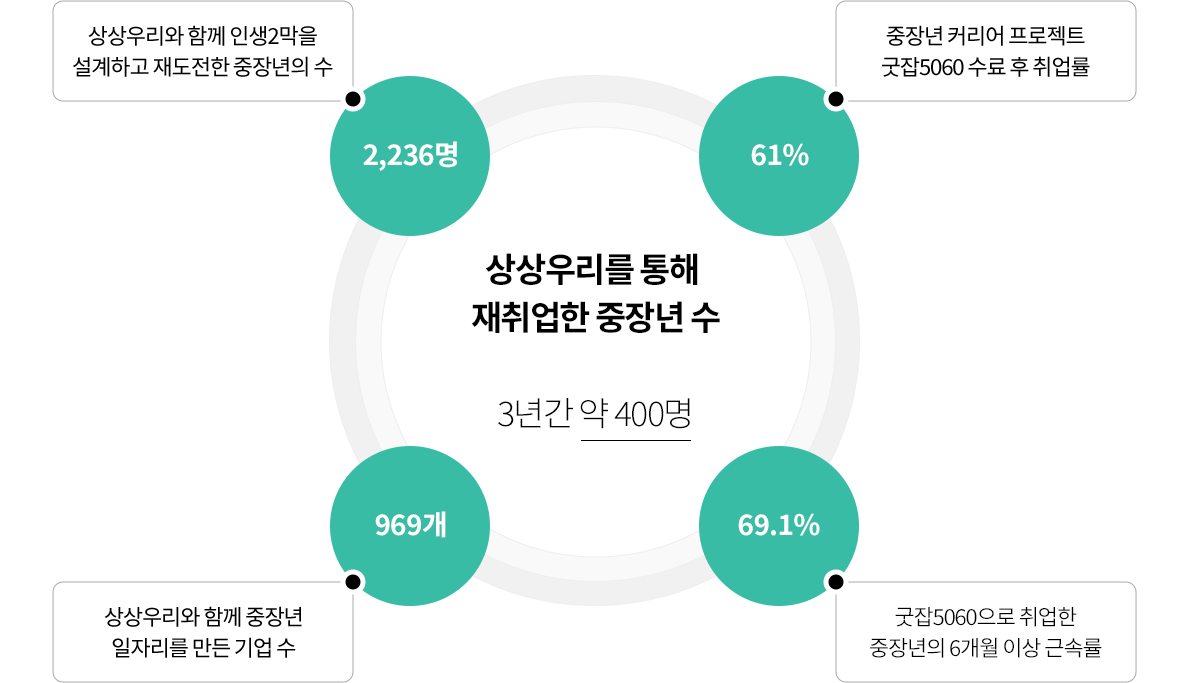 상상우리와 함께 인생2막을
설계하고 재도전한 중장년의 수
2,236명
중장년 커리어 프로젝트
굿잡5060 수료 후 취업률
61%
상상우리를 통해
재취업한 중장년 수
3년간 약 400명
969개
상상우리와 함께 중장년
일자리를 만든 기업 수
69.1%
굿잡5060으로 취업한
중장년의 6개월 이상 근속률